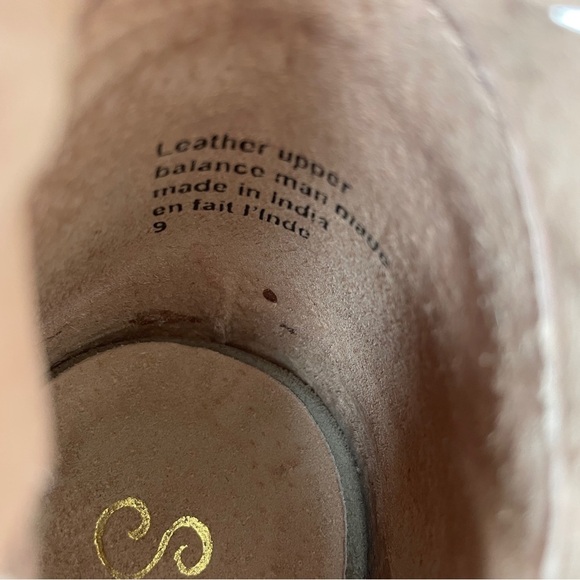 Leather upper
balance man made
made in India
en fait l'Inde
9